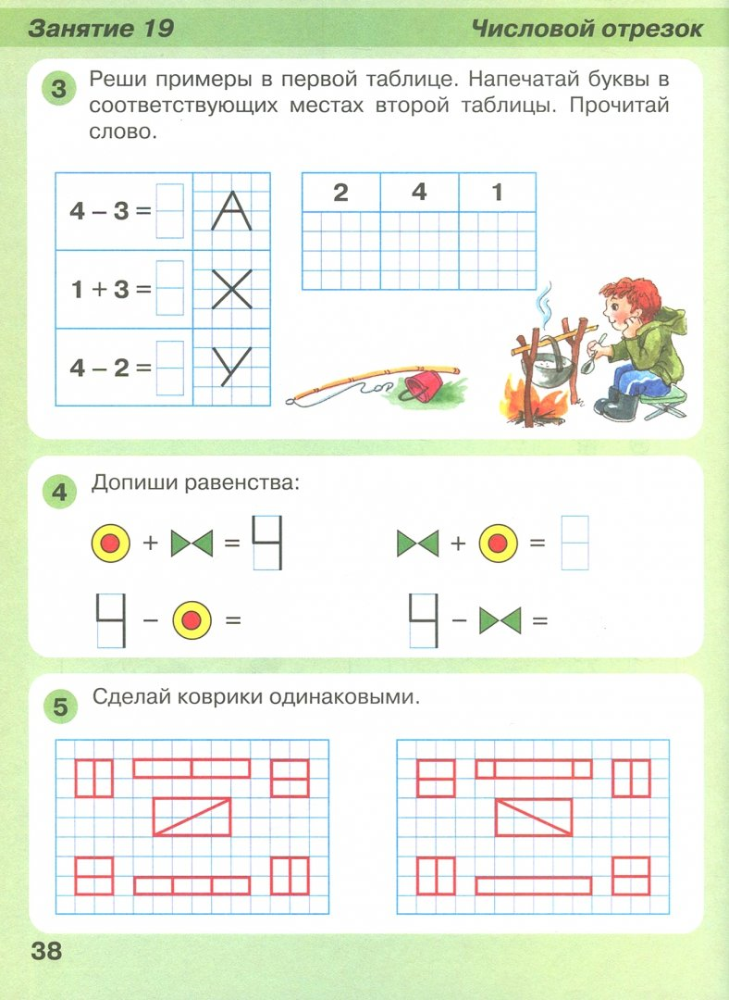 Занятие 19
Числовой отрезок
3
Реши примеры в первой таблице. Напечатай буквы в
соответствующих местах второй таблицы. Прочитай
слово.
4 – 3 =
А
1 + 3 =
Х
4 – 2 =
У
2 4 1
4
Допиши равенства:
+ = 4
+ =
4 – =
4 – =
5
Сделай коврики одинаковыми.
38